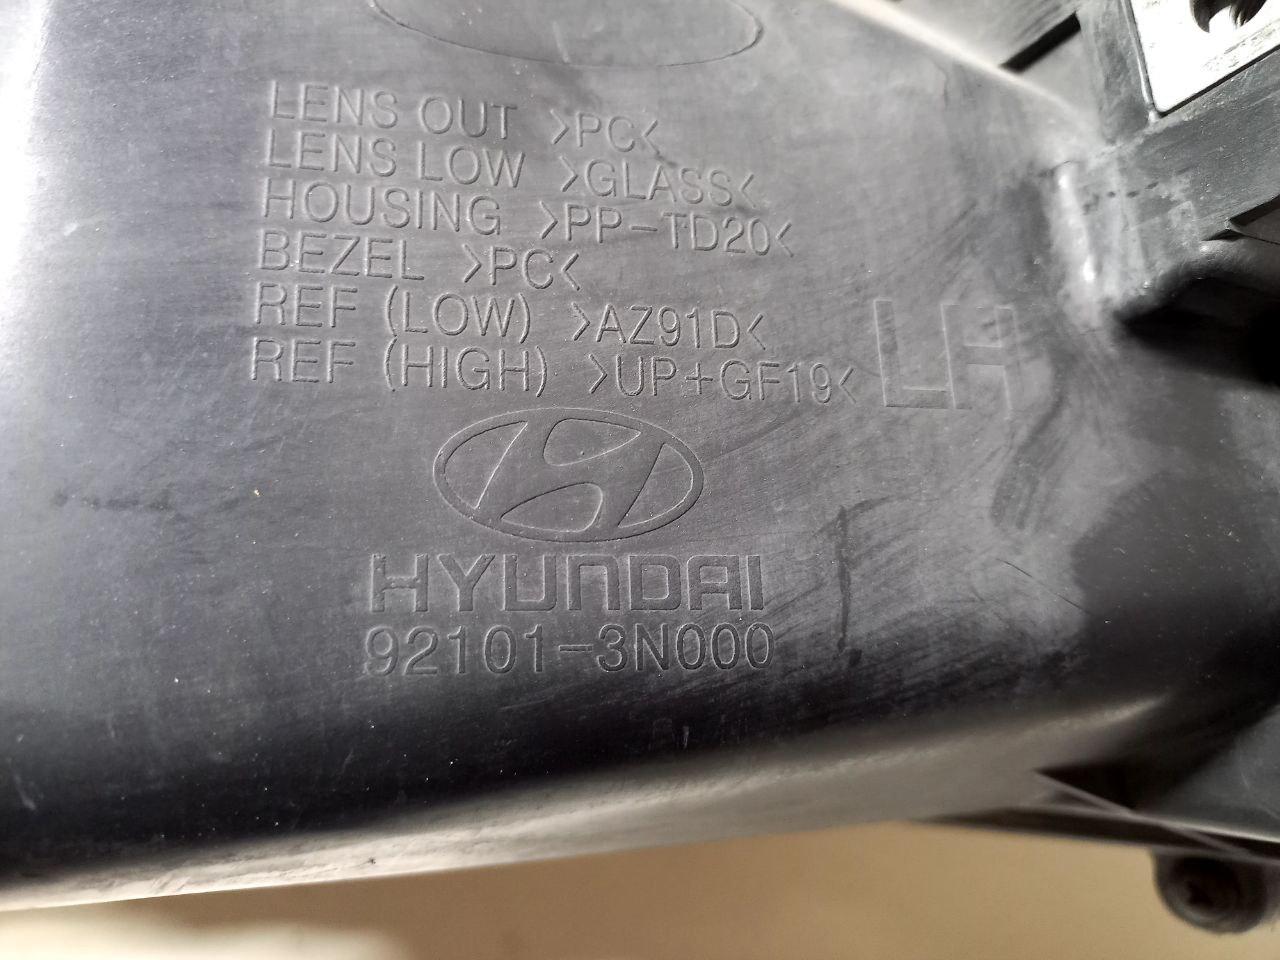 LENS OUT >PC<
LENS LOW >GLASS<
HOUSING >PP-TD20<
BEZEL >PC<
REF (LOW) >AZ91D<
REF (HIGH) >UP+GF19<
LH
HYUNDAI
92101-3N000